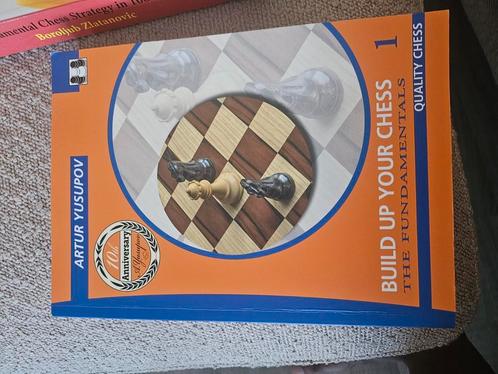 amental Chess Strategy in 100
Boroljub Zlatanovic
ARTUR YUSUPOV
10th
Anniversary
BUILD UP YOUR CHESS
THE FUNDAMENTALS
1
QUALITY CHESS